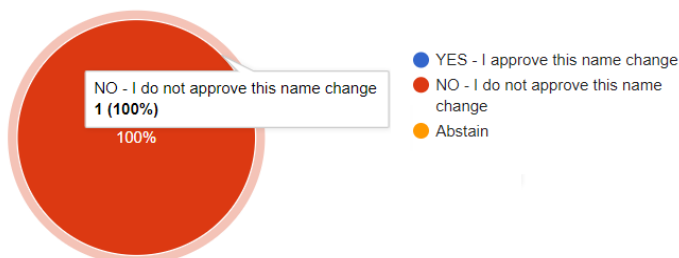 NO - I do not approve this name change
1 (100%)
100%
YES - I approve this name change
NO - I do not approve this name
change
Abstain